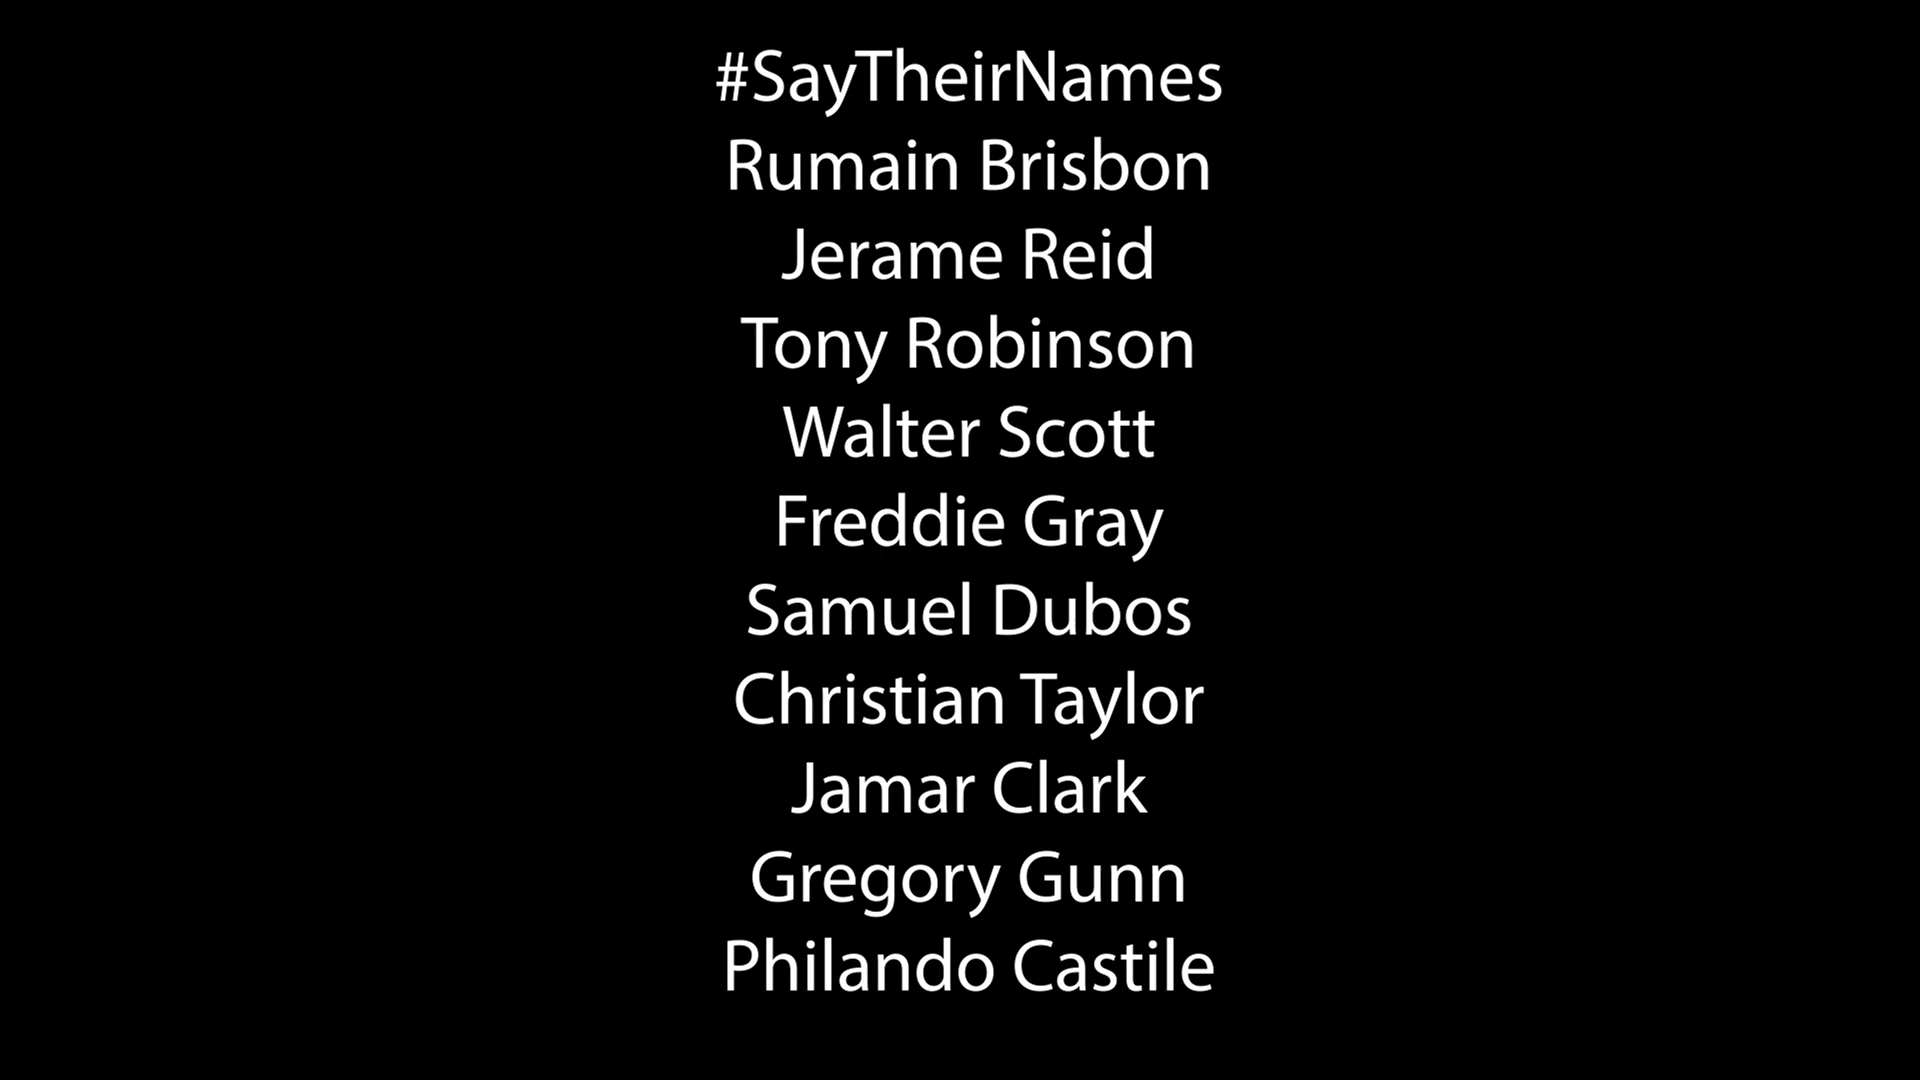 #SayTheirNames
Rumain Brisbon
Jerame Reid
Tony Robinson
Walter Scott
Freddie Gray
Samuel Dubos
Christian Taylor
Jamar Clark
Gregory Gunn
Philando Castile